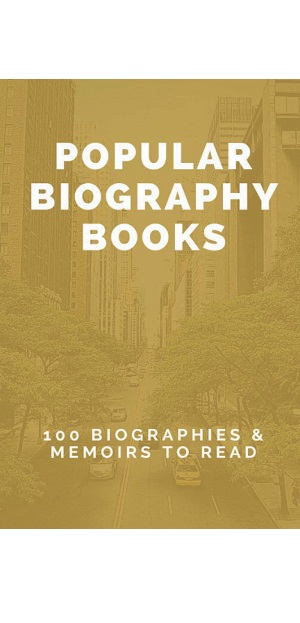 POPULAR
BIOGRAPHY
BOOKS
100 BIOGRAPHIES &
MEMOIRS TO READ